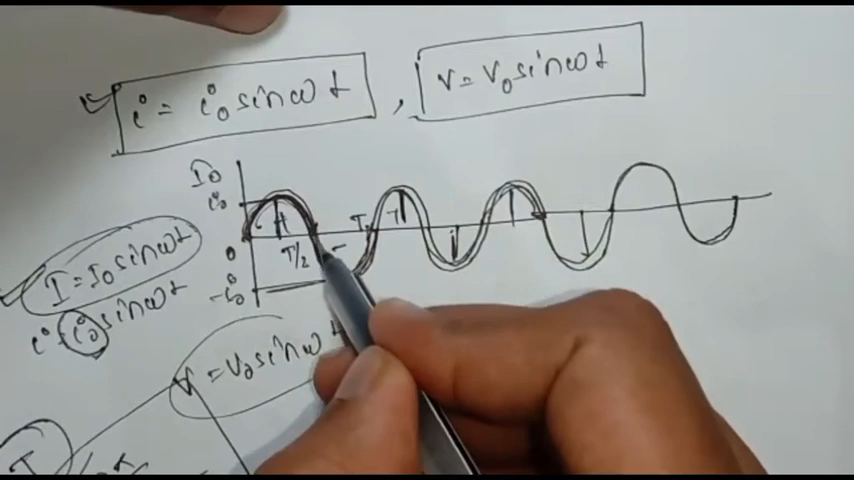 i = i₀ sin ωt , v = v₀ sin ωt
I₀
i₀
0
T/2
T
-i₀
I = I₀ sin ωt
i = i₀ sin ωt
v = v₀ sin ωt